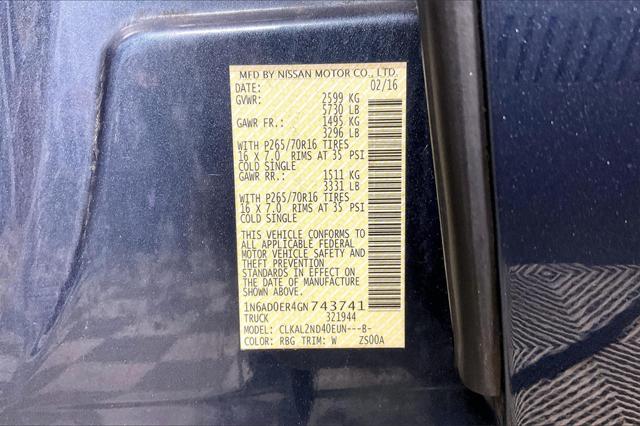 MFD BY NISSAN MOTOR CO., LTD.
DATE: 02/16
GVWR: 2599 KG
5730 LB
GAWR FR.: 1495 KG
3296 LB
WITH P265/70R16 TIRES
16 X 7.0 RIMS AT 35 PSI
COLD SINGLE
GAWR RR.: 1511 KG
3331 LB
WITH P265/70R16 TIRES
16 X 7.0 RIMS AT 35 PSI
COLD SINGLE
THIS VEHICLE CONFORMS TO
ALL APPLICABLE FEDERAL
MOTOR VEHICLE SAFETY AND
THEFT PREVENTION
STANDARDS IN EFFECT ON
THE DATE OF MANUFACTURE
SHOWN ABOVE.
1N6AD0ER4GN743741
TRUCK 321944
MODEL: CLKAL2ND40EUN---B-
COLOR: RBG TRIM: W ZS00A